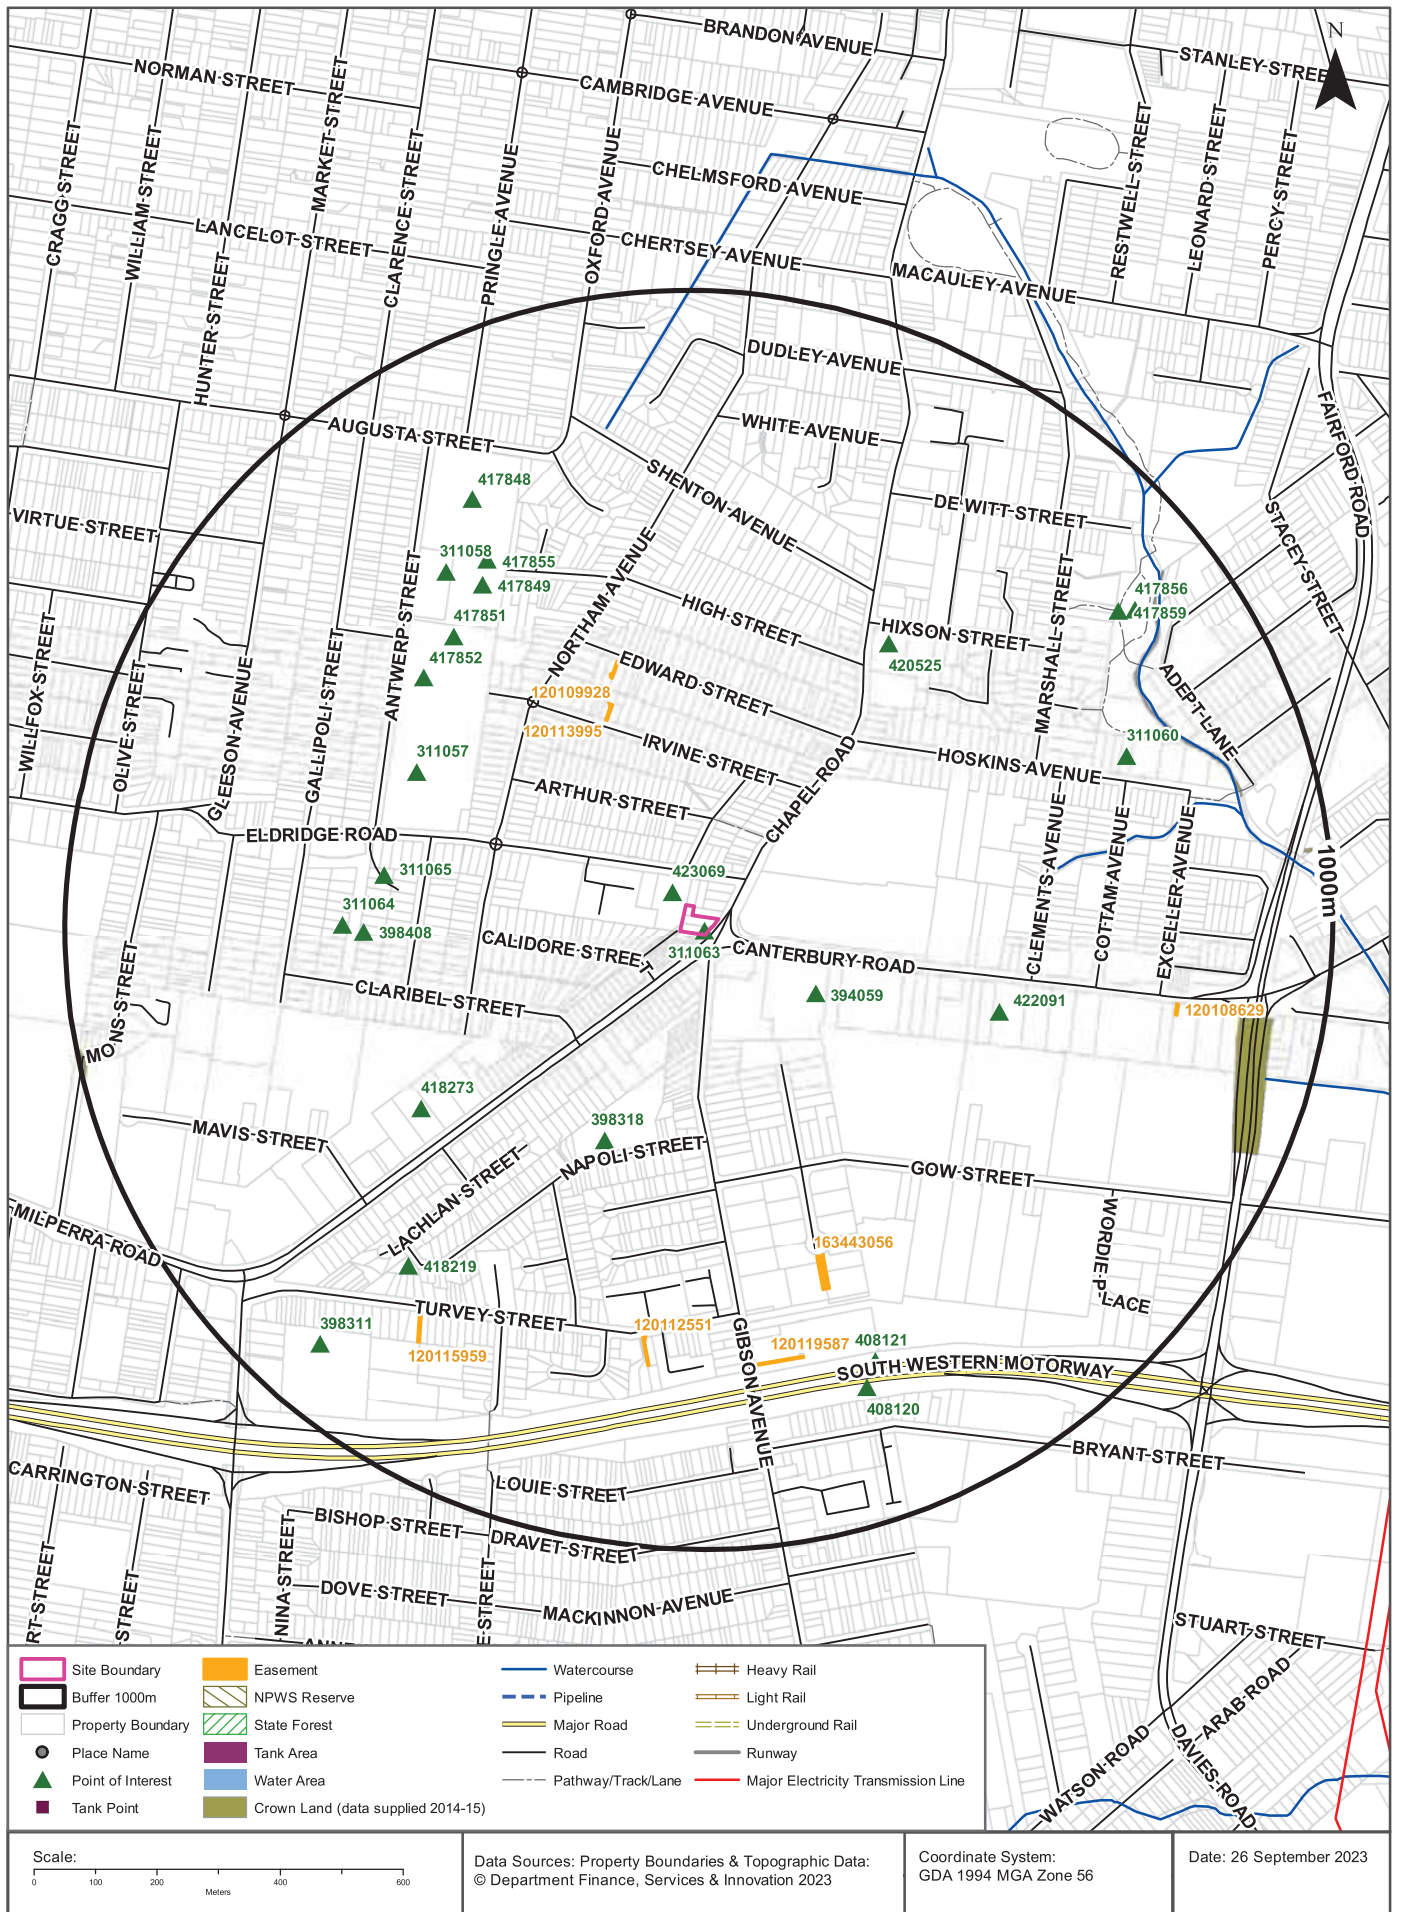 BRANDON AVENUE
N
STANLEY STREE
NORMAN STREET
CAMBRIDGE AVENUE
CRAGG STREET
WILLIAM STREET
MARKET STREET
CLARENCE STREET
PRINGLE AVENUE
OXFORD AVENUE
CHELMSFORD AVENUE
RESTWELL STREET
LEONARD STREET
PERCY STREET
LANCELOT STREET
CHERTSEY AVENUE
MACAULEY AVENUE
HUNTER STREET
DUDLEY AVENUE
FAIRFORD ROAD
AUGUSTA STREET
WHITE AVENUE
417848
SHENTON AVENUE
DE WITT STREET
STACEY STREET
VIRTUE STREET
311058
417855
417849
417856
417859
417851
HIGH STREET
HIXSON STREET
420525
417852
NORTHAM AVENUE
ANTWERP STREET
MARSHALL STREET
WILLFOX STREET
OLIVE STREET
GLEESON AVENUE
GALLIPOLI STREET
EDWARD STREET
120109928
120113995
ADEPT LANE
311060
311057
IRVINE STREET
HOSKINS AVENUE
CHAPEL ROAD
ARTHUR STREET
ELDRIDGE ROAD
1000m
311065
423069
CLEMENTS AVENUE
COTTAM AVENUE
EXCELLER AVENUE
311064
398408
CALIDORE STREET
311063
CANTERBURY ROAD
MONS STREET
CLARIBEL STREET
394059
422091
120108629
418273
398318
MAVIS STREET
NAPOLI STREET
LACHLAN STREET
GOW STREET
MILPERRA ROAD
WORDIE PLACE
163443056
418219
398311
TURVEY STREET
120115959
120112551
GIBSON AVENUE
120119587
408121
SOUTH WESTERN MOTORWAY
408120
BRYANT STREET
CARRINGTON STREET
LOUIE STREET
BISHOP STREET
DRAVET STREET
NINA STREET
RT STREET
STREET
DOVE STREET
E STREET
MACKINNON AVENUE
STUART STREET
ARAB ROAD
WATSON ROAD
DAVIES ROAD
Site Boundary
Easement
Watercourse
Heavy Rail
Buffer 1000m
NPWS Reserve
Pipeline
Light Rail
Property Boundary
State Forest
Major Road
Underground Rail
Place Name
Tank Area
Road
Runway
Point of Interest
Water Area
Pathway/Track/Lane
Major Electricity Transmission Line
Tank Point
Crown Land (data supplied 2014-15)
Scale:
0 100 200 400 600
Meters
Data Sources: Property Boundaries & Topographic Data:
© Department Finance, Services & Innovation 2023
Coordinate System:
GDA 1994 MGA Zone 56
Date: 26 September 2023